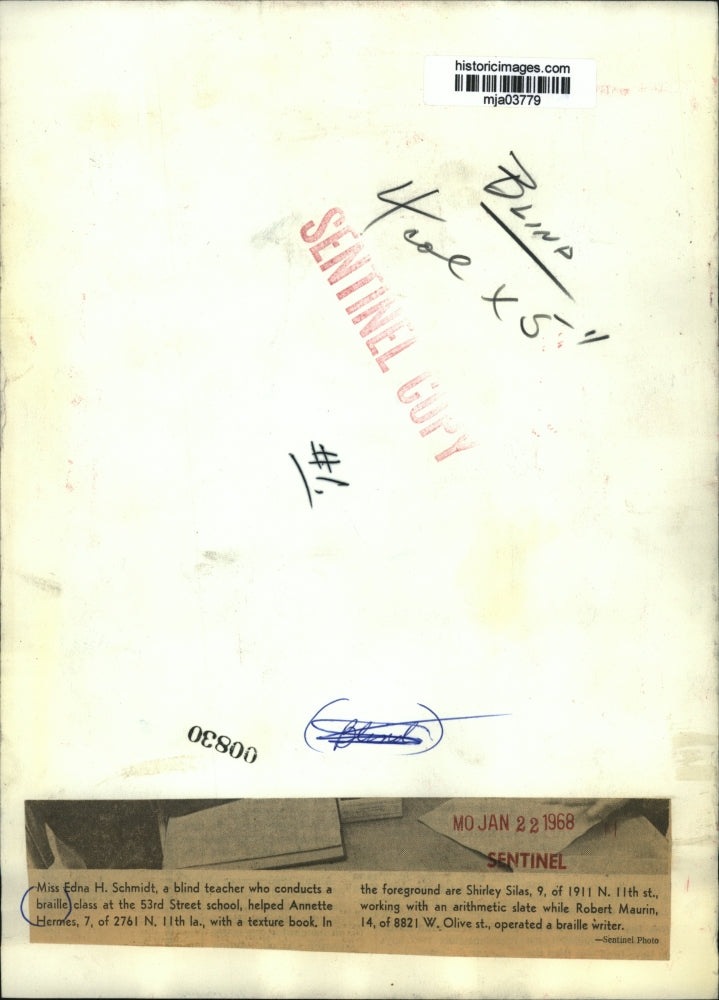 historicimages.com
mja03779
BLIND
4 col x 5"
SENTINEL COPY
#1.
00830
Blind
MO JAN 22 1968
SENTINEL
Miss Edna H. Schmidt, a blind teacher who conducts a
braille class at the 53rd Street school, helped Annette
Hermes, 7, of 2761 N. 11th la., with a texture book. In
the foreground are Shirley Silas, 9, of 1911 N. 11th st.,
working with an arithmetic slate while Robert Maurin,
14, of 8821 W. Olive st., operated a braille writer.
—Sentinel Photo